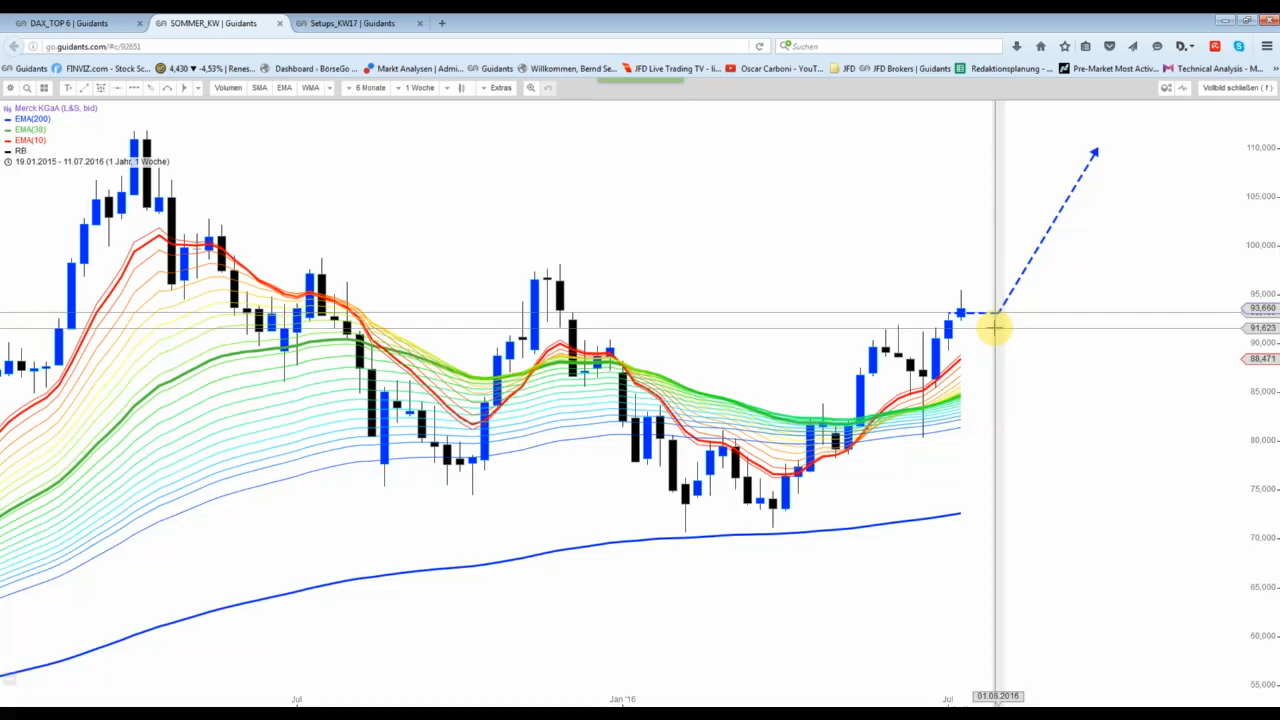 DAX_TOP 6 | Guidants
SOMMER_KW | Guidants
Setups_KW17 | Guidants
go.guidants.com/#c/92651
Suchen
Guidants
FINVIZ.com - Stock Sc...
4,430 ▾ -4,53% | Renes...
Dashboard - BörseGo ...
Markt Analysen | Admi...
Guidants
Willkommen, Bernd Se...
JFD Live Trading TV - li...
Oscar Carboni - YouT...
JFD
JFD Brokers | Guidants
Redaktionsplanung - ...
Pre-Market Most Activ...
Technical Analysis - M...
Volumen
SMA
EMA
WMA
6 Monate
1 Woche
Extras
Vollbild schließen ( f )
Merck KGaA (L&S, bid)
EMA(200)
EMA(38)
EMA(10)
RB
19.01.2015 - 11.07.2016 (1 Jahr, 1 Woche)
110,000
105,000
100,000
95,000
93,660
91,623
90,000
88,471
85,000
80,000
75,000
70,000
65,000
60,000
55,000
Jul
Jan '16
Jul
01.08.2016